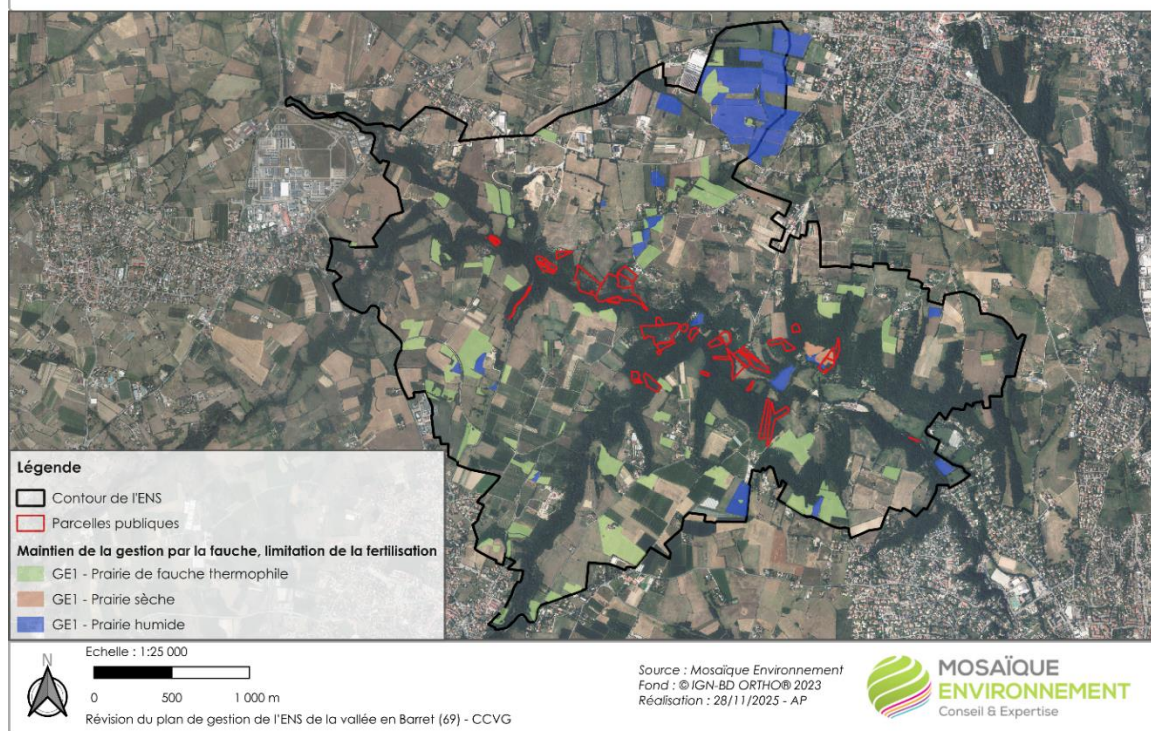 Légende
Contour de l'ENS
Parcelles publiques
Maintien de la gestion par la fauche, limitation de la fertilisation
GE1 - Prairie de fauche thermophile
GE1 - Prairie sèche
GE1 - Prairie humide
N
Echelle : 1:25 000
0 500 1 000 m
Révision du plan de gestion de l'ENS de la vallée en Barret (69) - CCVG
Source : Mosaïque Environnement
Fond : © IGN-BD ORTHO® 2023
Réalisation : 28/11/2025 - AP
MOSAÏQUE
ENVIRONNEMENT
Conseil & Expertise